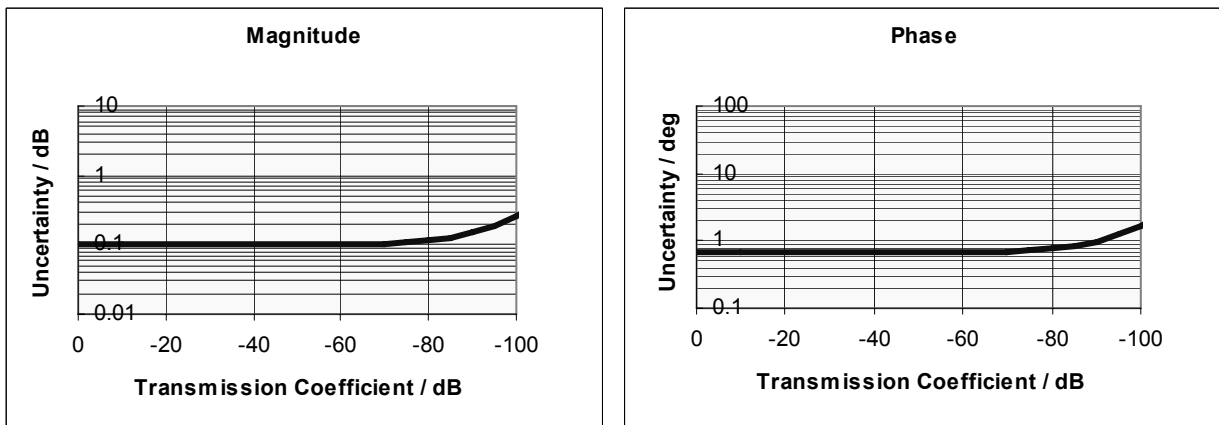 Magnitude
Uncertainty / dB
10
1
0.1
0.01
0 -20 -40 -60 -80 -100
Transmission Coefficient / dB
Phase
Uncertainty / deg
100
10
1
0.1
0 -20 -40 -60 -80 -100
Transmission Coefficient / dB